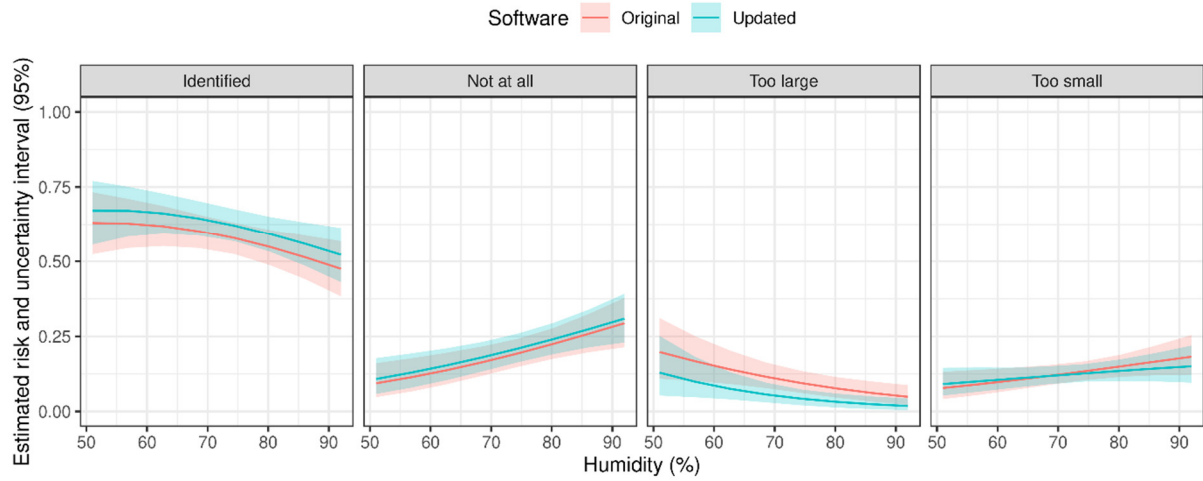 Software Original Updated
Identified Not at all Too large Too small
Estimated risk and uncertainty interval (95%)
1.00
0.75
0.50
0.25
0.00
50 60 70 80 90 50 60 70 80 90 50 60 70 80 90 50 60 70 80 90
Humidity (%)